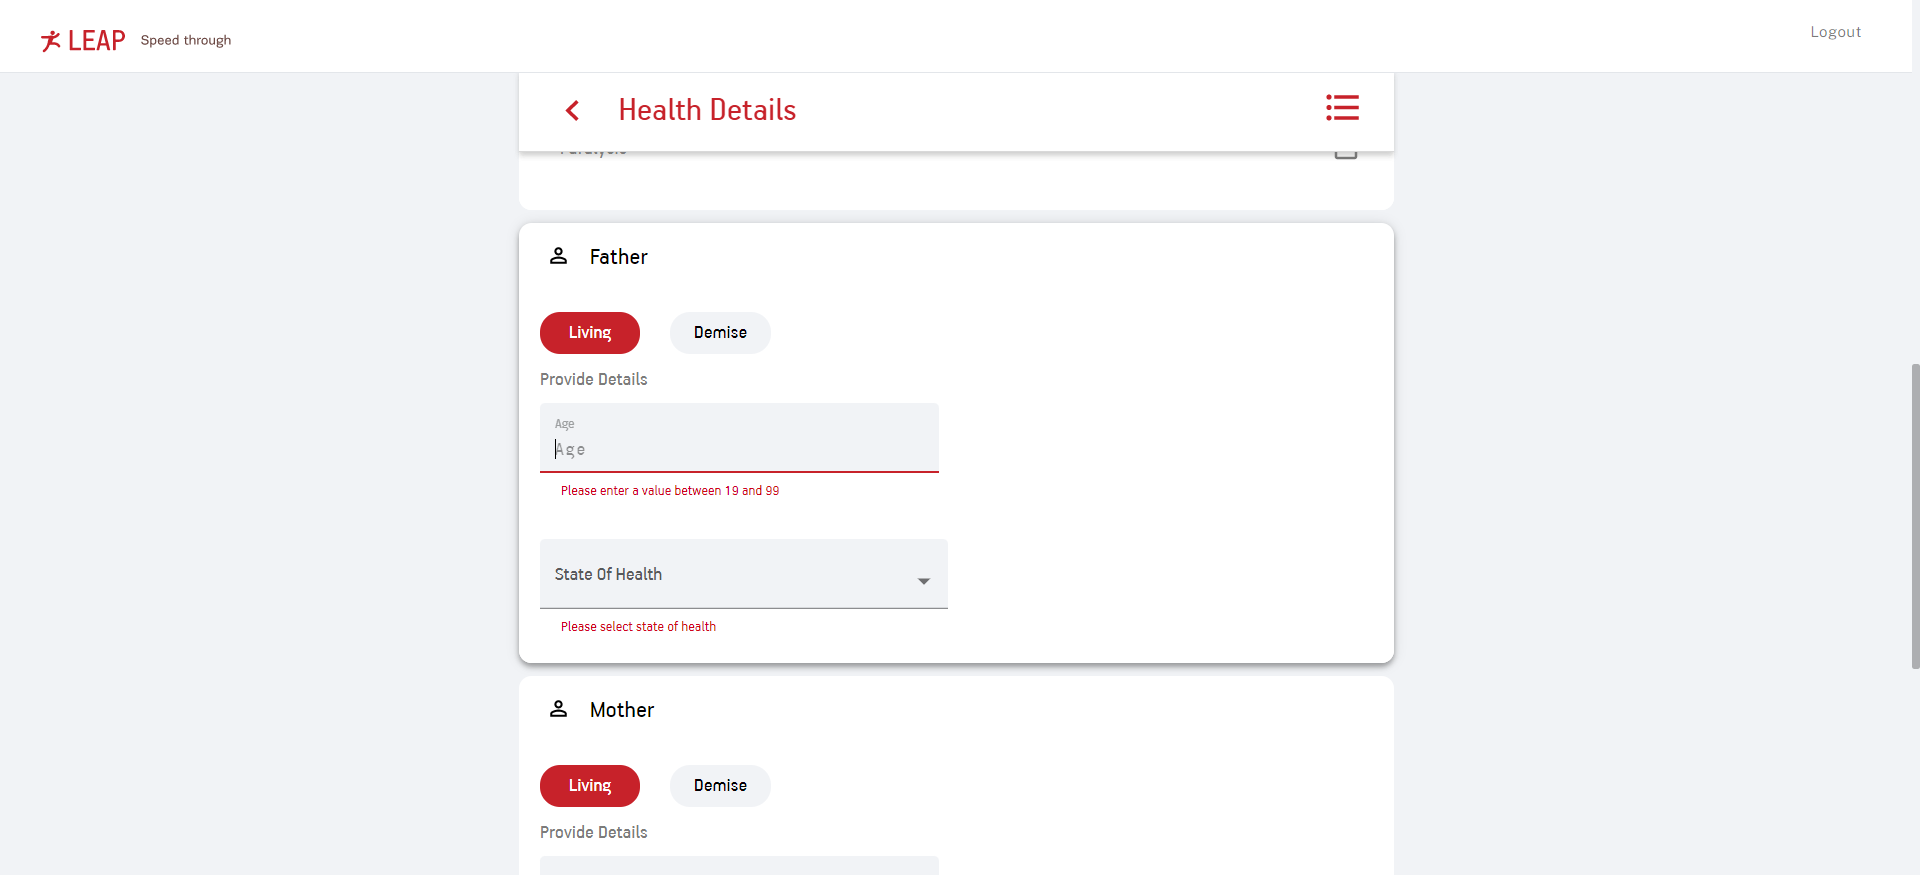 LEAP Speed through
Logout
Health Details
Father
Living Demise
Provide Details
Age
Age
Please enter a value between 19 and 99
State Of Health
Please select state of health
Mother
Living Demise
Provide Details